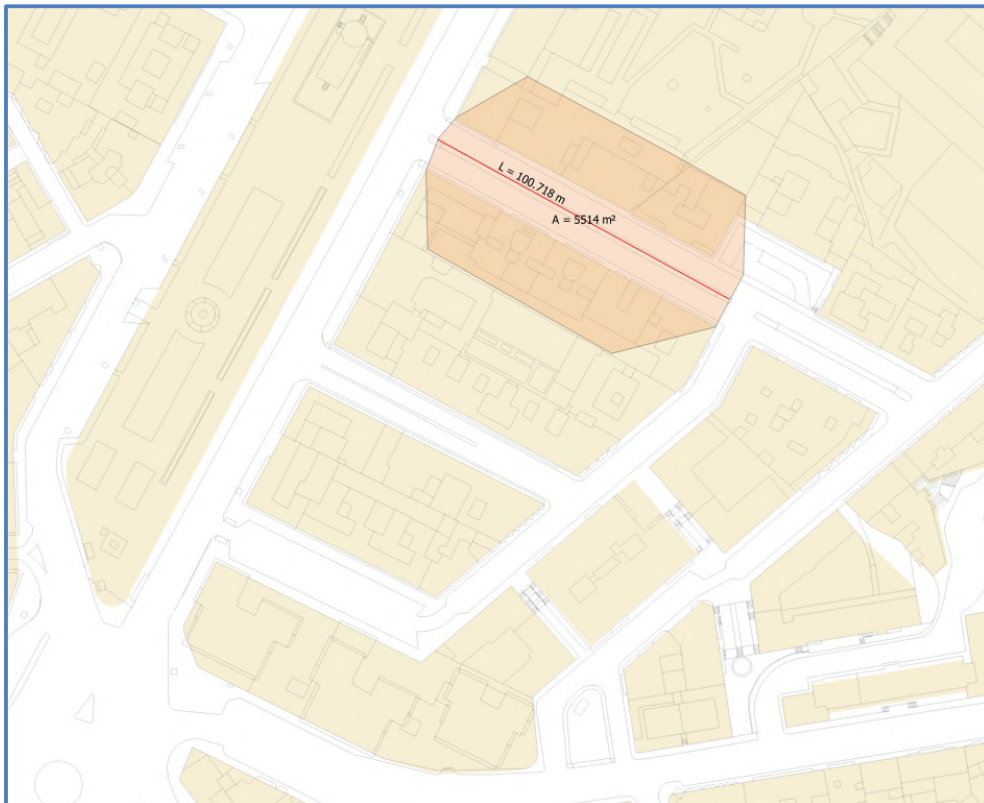 L = 100.718 m
A = 5514 m²